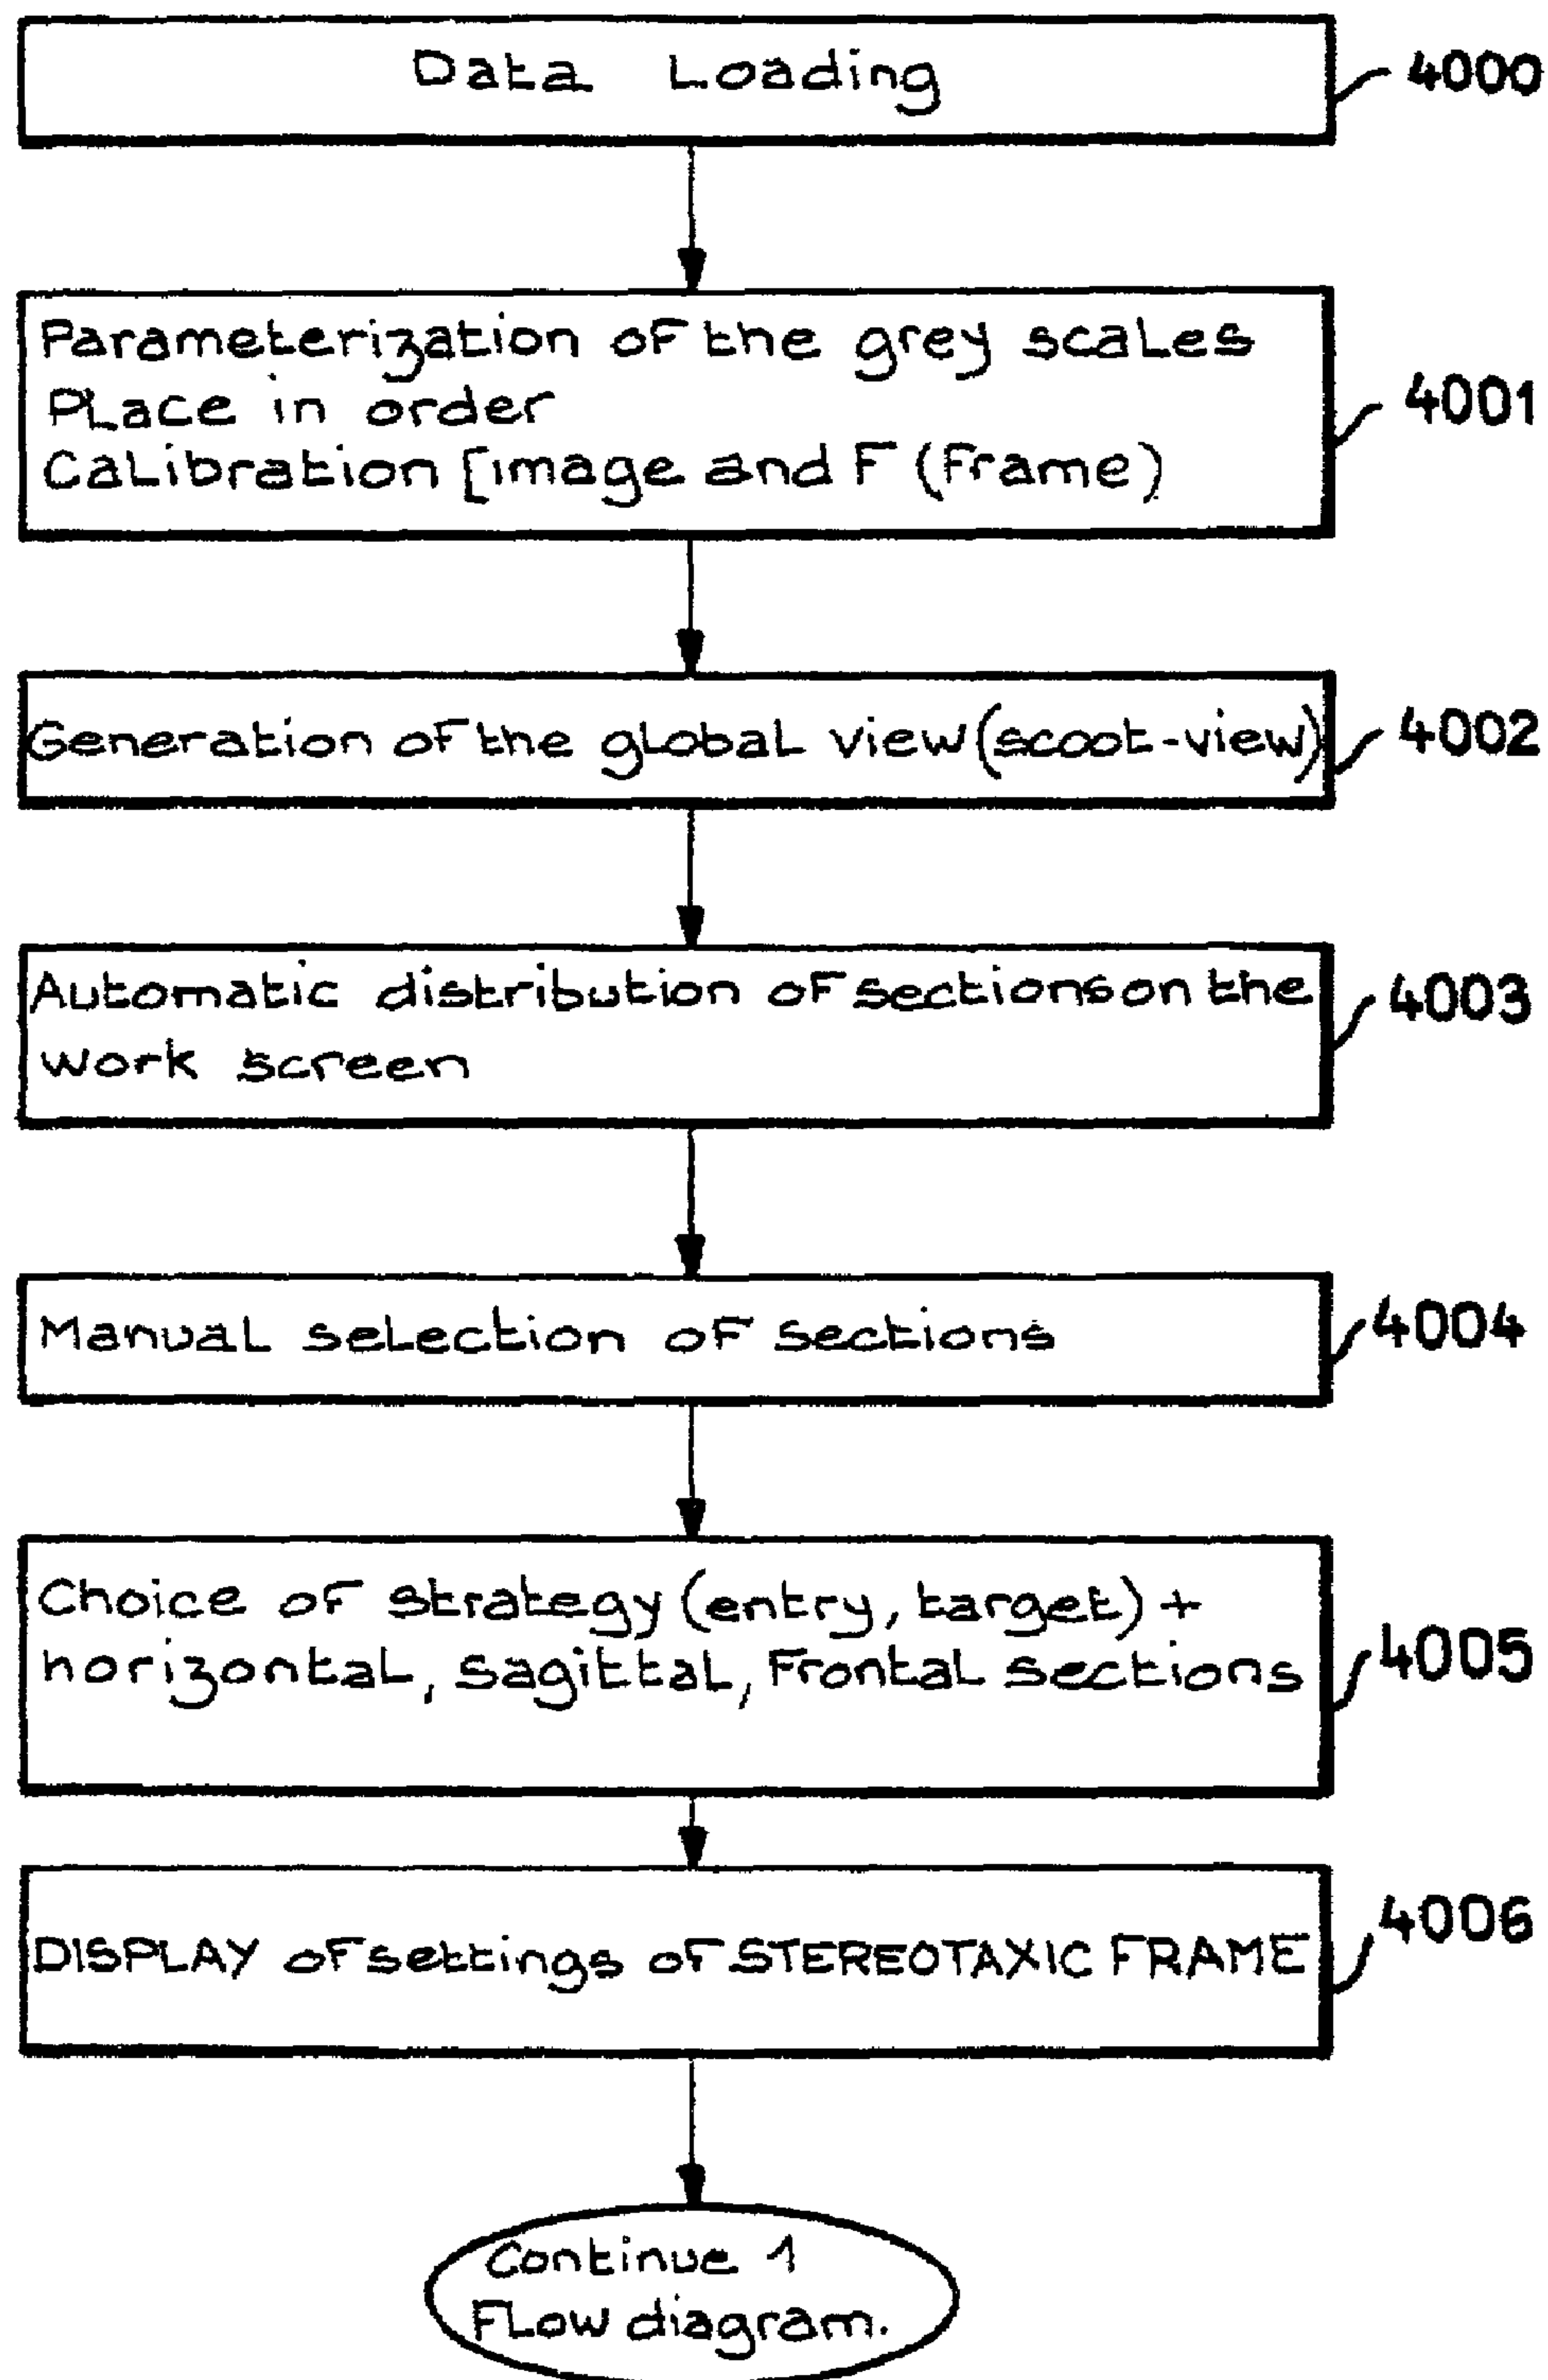 Data Loading
4000
Parameterization of the grey scales
Place in order
Calibration [image and F (Frame)
4001
Generation of the global view (scoot-view)
4002
Automatic distribution of sections on the
work screen
4003
Manual selection of sections
4004
Choice of strategy (entry, target) +
horizontal, sagittal, Frontal sections
4005
DISPLAY of settings of STEREOTAXIC FRAME
4006
Continue 1
Flow diagram.